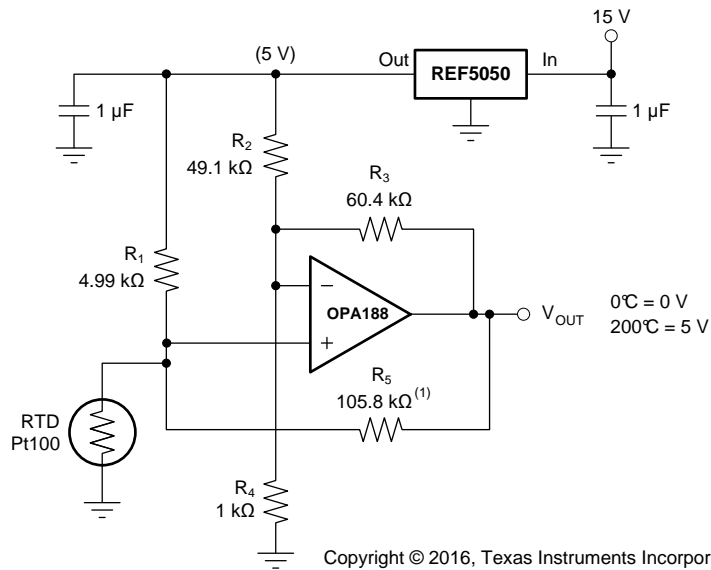 15 V
(5 V)
Out
REF5050
In
1 µF
1 µF
R2
49.1 kΩ
R3
60.4 kΩ
R1
4.99 kΩ
−
OPA188
+
VOUT
0°C = 0 V
200°C = 5 V
R5
105.8 kΩ(1)
RTD
Pt100
R4
1 kΩ
Copyright © 2016, Texas Instruments Incorpor